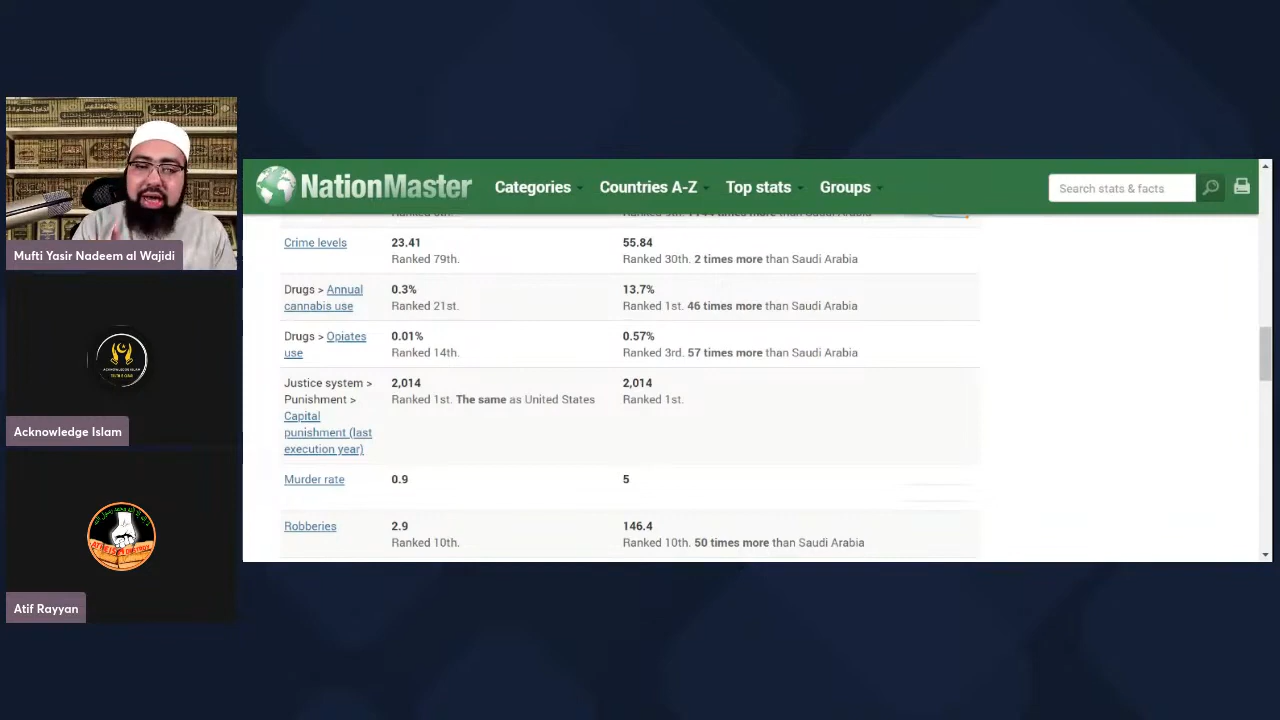 NationMaster
Categories
Countries A-Z
Top stats
Groups
Search stats & facts
Crime levels
23.41
Ranked 79th.
55.84
Ranked 30th. 2 times more than Saudi Arabia
Drugs > Annual
cannabis use
0.3%
Ranked 21st.
13.7%
Ranked 1st. 46 times more than Saudi Arabia
Drugs > Opiates
use
0.01%
Ranked 14th.
0.57%
Ranked 3rd. 57 times more than Saudi Arabia
Justice system >
Punishment >
Capital
punishment (last
execution year)
2,014
Ranked 1st. The same as United States
2,014
Ranked 1st.
Murder rate
0.9
5
Robberies
2.9
Ranked 10th.
146.4
Ranked 10th. 50 times more than Saudi Arabia
Mufti Yasir Nadeem al Wajidi
ACKNOWLEDGE ISLAM
Acknowledge Islam
Atif Rayyan